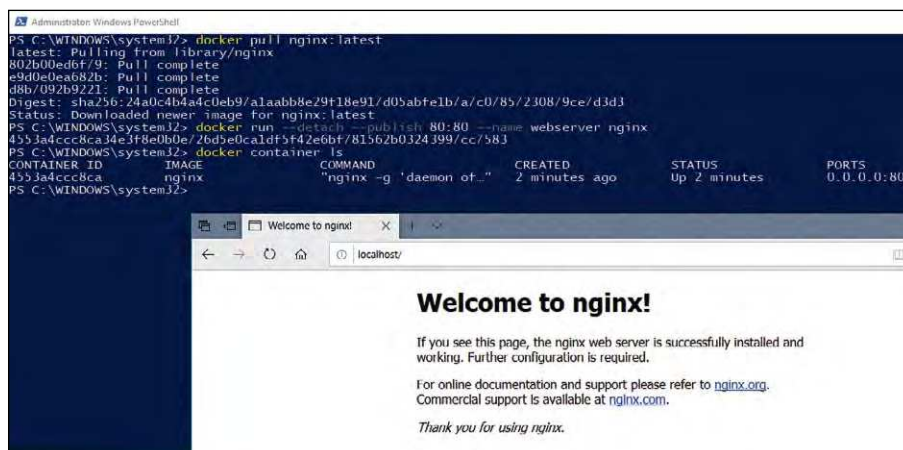 Administrator: Windows PowerShell
PS C:\WINDOWS\system32> docker pull nginx:latest
latest: Pulling from library/nginx
802b00ed6f79: Pull complete
e9d0e0ea682b: Pull complete
d8b7092b9221: Pull complete
Digest:
Status: Downloaded newer image for nginx:latest
PS C:\WINDOWS\system32> docker run --detach --publish 80:80 --name webserver nginx
PS C:\WINDOWS\system32> docker container ls
CONTAINER ID IMAGE COMMAND CREATED STATUS PORTS
4553a4ccc8ca nginx "nginx -g 'daemon of…" 2 minutes ago Up 2 minutes 0.0.0.0:80
PS C:\WINDOWS\system32>
Welcome to nginx!
localhost/
Welcome to nginx!
If you see this page, the nginx web server is successfully installed and
working. Further configuration is required.
For online documentation and support please refer to nginx.org.
Commercial support is available at nginx.com.
Thank you for using nginx.